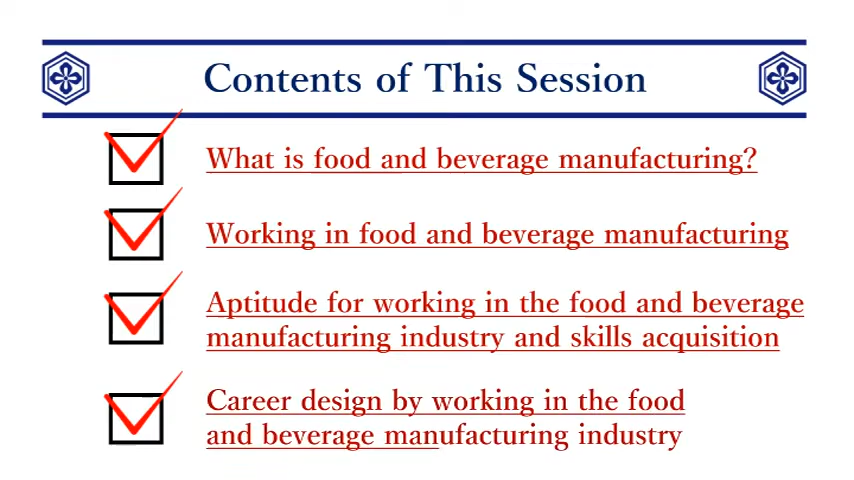 Contents of This Session
What is food and beverage manufacturing?
Working in food and beverage manufacturing
Aptitude for working in the food and beverage
manufacturing industry and skills acquisition
Career design by working in the food
and beverage manufacturing industry